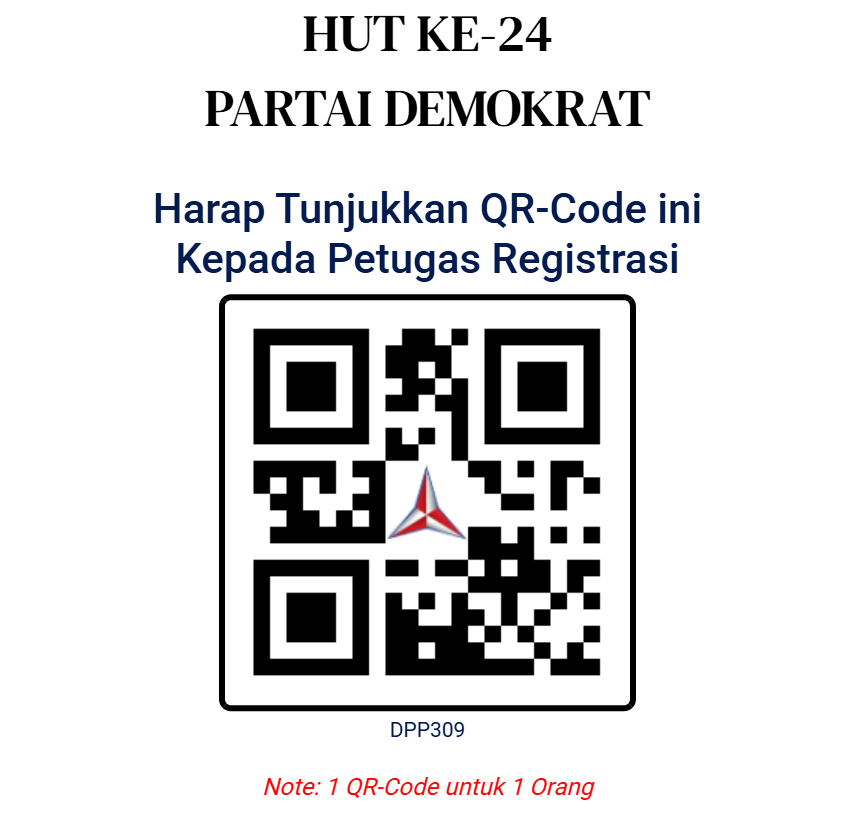 HUT KE-24
PARTAI DEMOKRAT
Harap Tunjukkan QR-Code ini
Kepada Petugas Registrasi
DPP309
Note: 1 QR-Code untuk 1 Orang